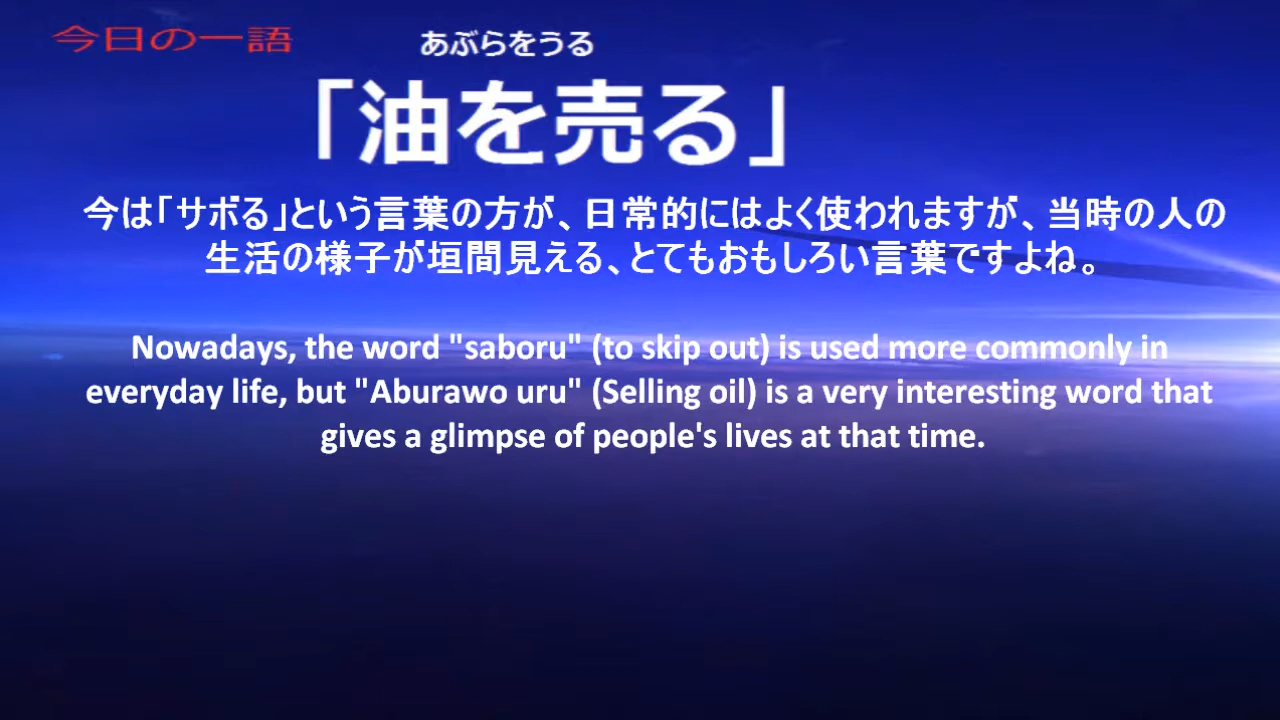 今日の一語
あぶらをうる
「油を売る」
今は「サボる」という言葉の方が、日常的にはよく使われますが、当時の人の
生活の様子が垣間見える、とてもおもしろい言葉ですよね。
Nowadays, the word "saboru" (to skip out) is used more commonly in
everyday life, but "Aburawo uru" (Selling oil) is a very interesting word that
gives a glimpse of people's lives at that time.